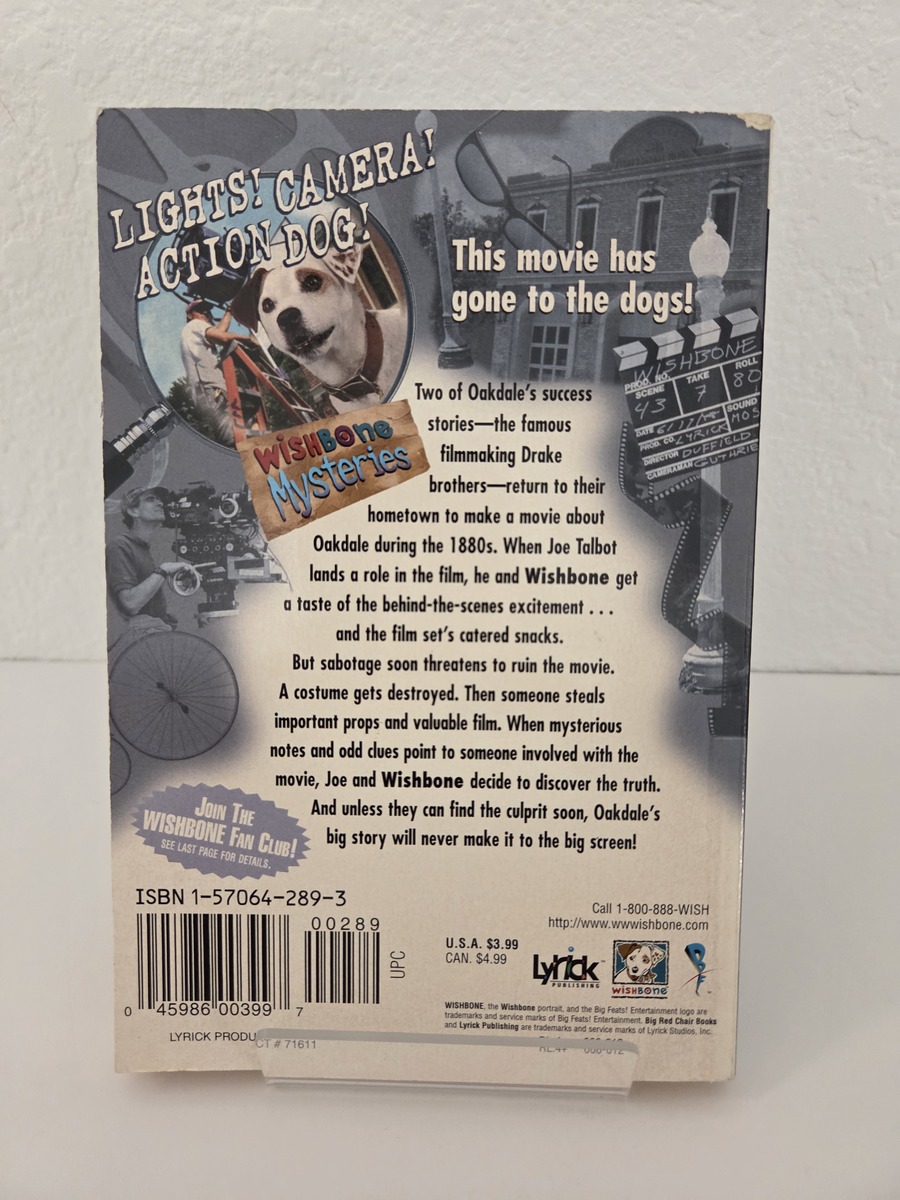 LIGHTS! CAMERA!
ACTION DOG!
This movie has
gone to the dogs!
WISHBONE
PROD. NO.
SCENE TAKE ROLL
43 7 80
DATE 6/17/98 SOUND MOS
PROD. CO. LYRICK
DIRECTOR DUFFIELD
CAMERAMAN GUTHRIE
WISHBONE
Mysteries
Two of Oakdale's success
stories—the famous
filmmaking Drake
brothers—return to their
hometown to make a movie about
Oakdale during the 1880s. When Joe Talbot
lands a role in the film, he and Wishbone get
a taste of the behind-the-scenes excitement . . .
and the film set's catered snacks.
But sabotage soon threatens to ruin the movie.
A costume gets destroyed. Then someone steals
important props and valuable film. When mysterious
notes and odd clues point to someone involved with the
movie, Joe and Wishbone decide to discover the truth.
And unless they can find the culprit soon, Oakdale's
big story will never make it to the big screen!
JOIN THE
WISHBONE FAN CLUB!
SEE LAST PAGE FOR DETAILS.
ISBN 1-57064-289-3
00289
UPC
0 45986 00399 7
LYRICK PRODUCT # 71611
Call 1-800-888-WISH
http://www.wwwishbone.com
U.S.A. $3.99
CAN. $4.99
Lyrick
PUBLISHING
WISHBONE
BF
WISHBONE, the Wishbone portrait, and the Big Feats! Entertainment logo are
trademarks and service marks of Big Feats! Entertainment. Big Red Chair Books
and Lyrick Publishing are trademarks and service marks of Lyrick Studios, Inc.